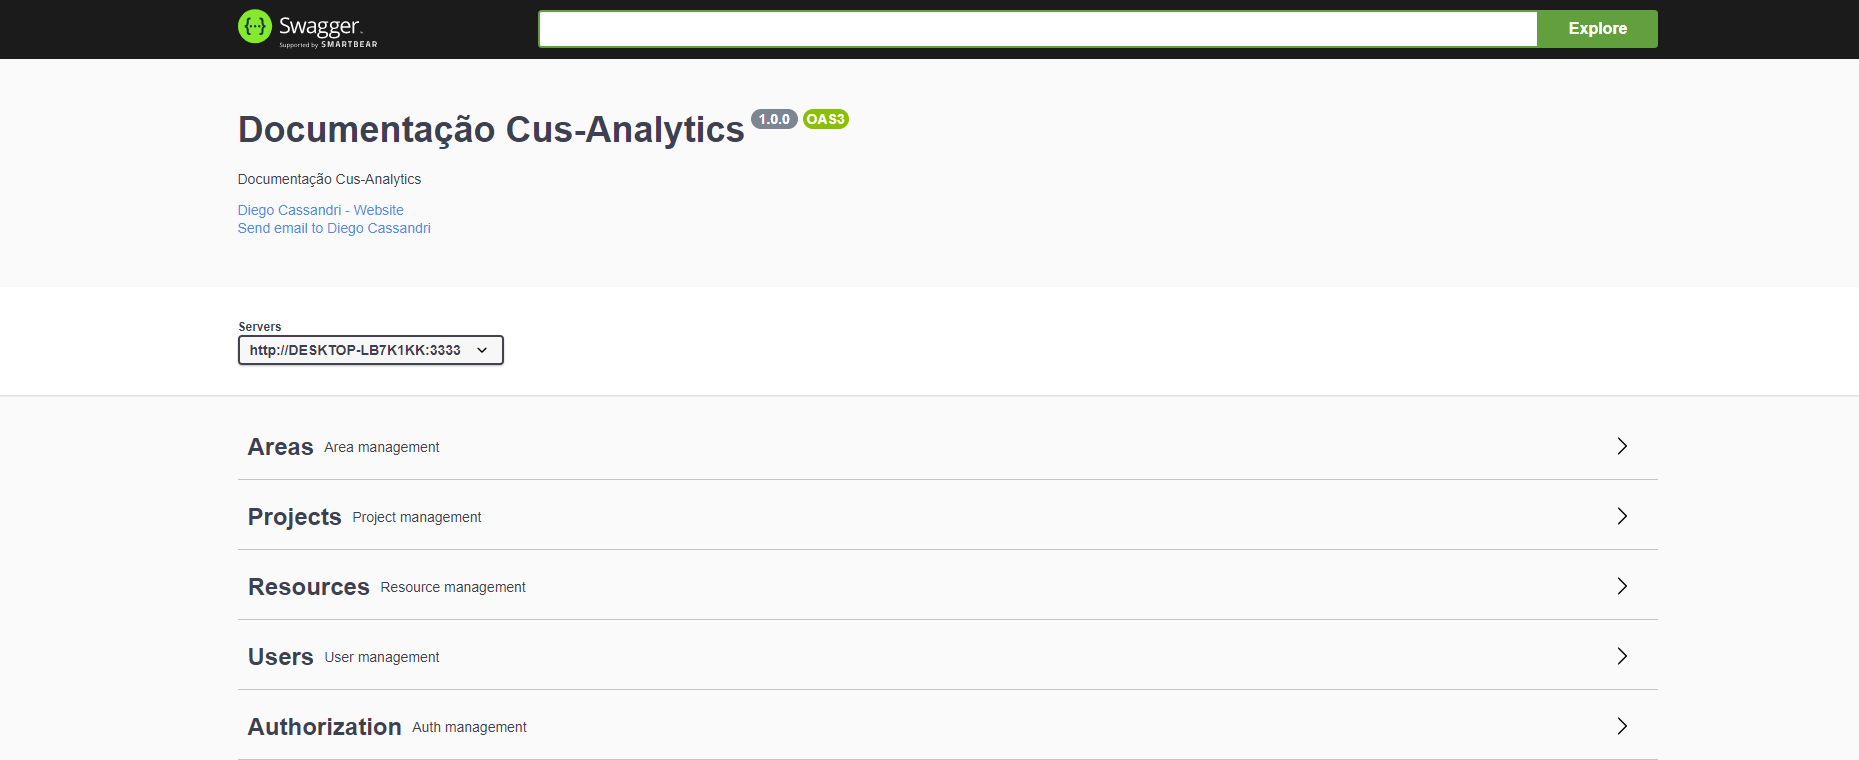 Swagger.
Supported by SMARTBEAR
Explore
Documentação Cus-Analytics 1.0.0 OAS3
Documentação Cus-Analytics
Diego Cassandri - Website
Send email to Diego Cassandri
Servers
http://DESKTOP-LB7K1KK:3333
Areas Area management
Projects Project management
Resources Resource management
Users User management
Authorization Auth management